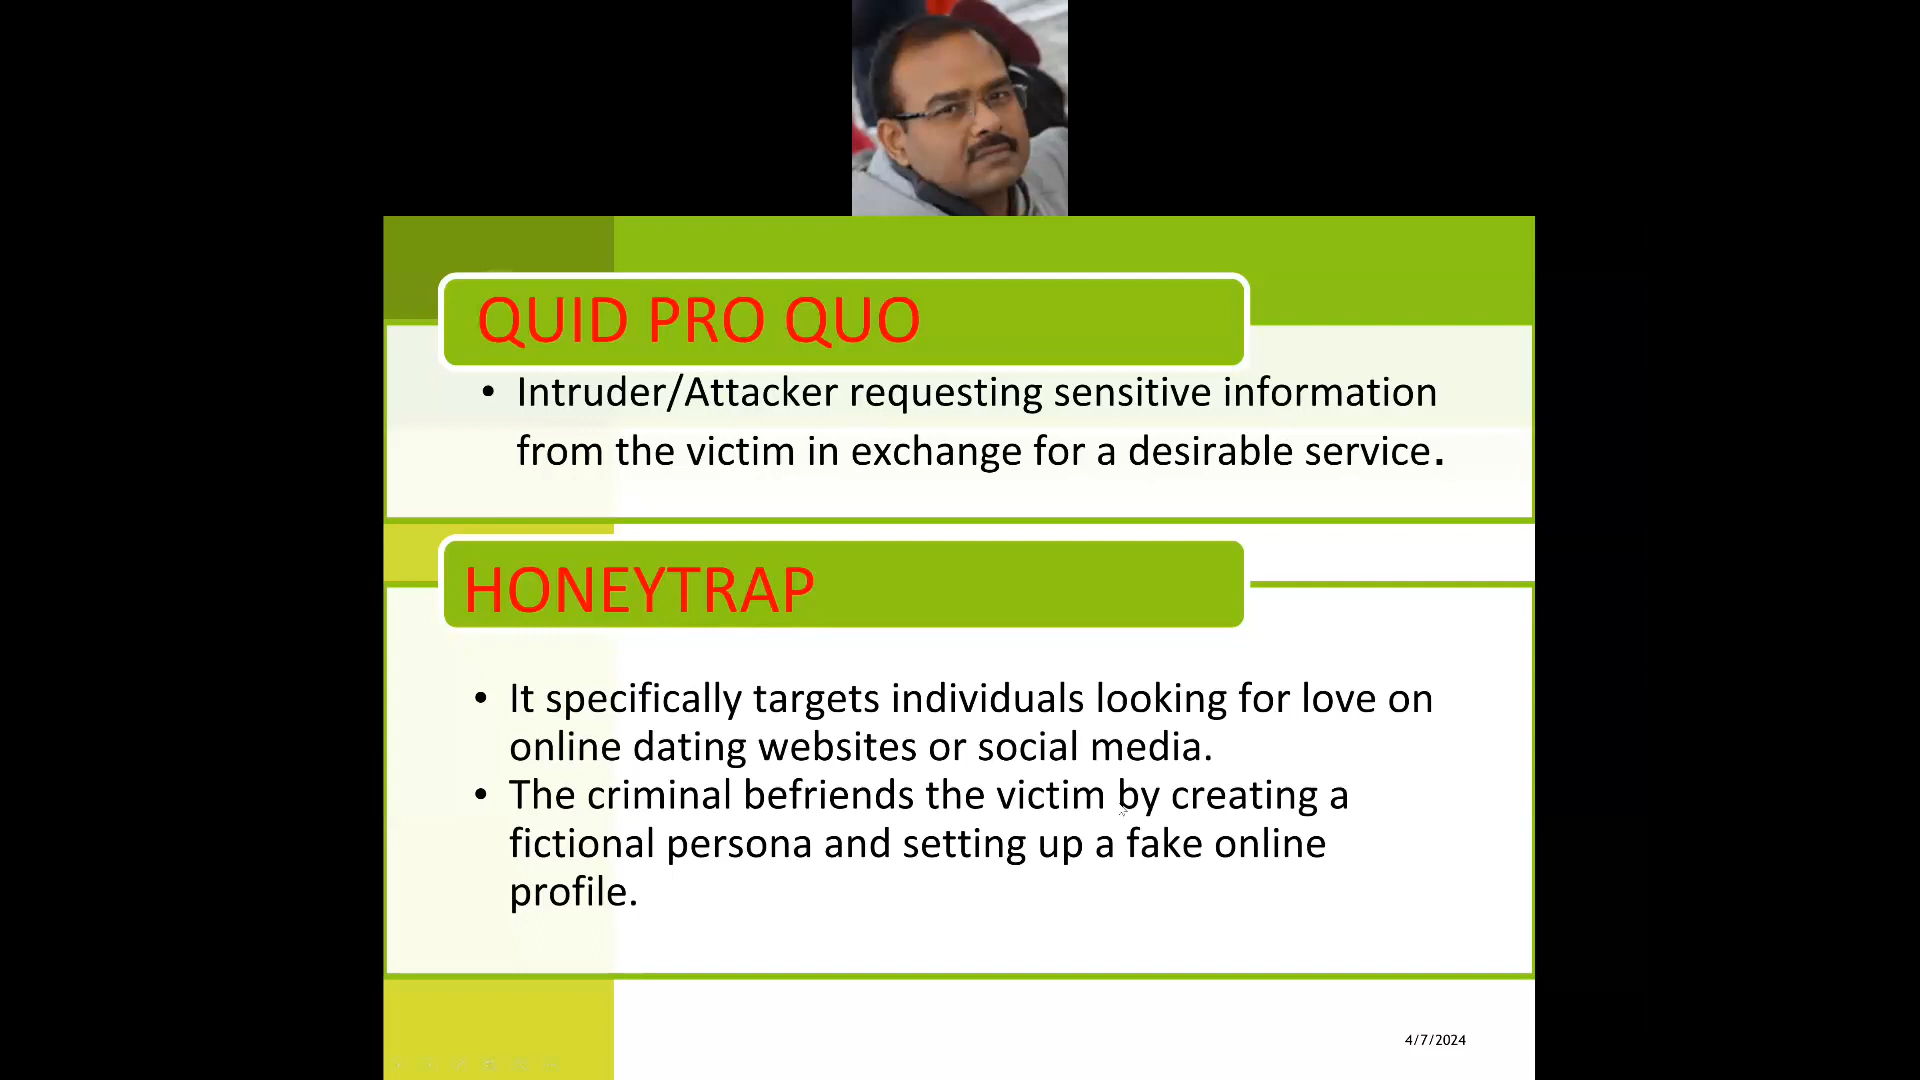 QUID PRO QUO
• Intruder/Attacker requesting sensitive information
from the victim in exchange for a desirable service.
HONEYTRAP
• It specifically targets individuals looking for love on
online dating websites or social media.
• The criminal befriends the victim by creating a
fictional persona and setting up a fake online
profile.
4/7/2024